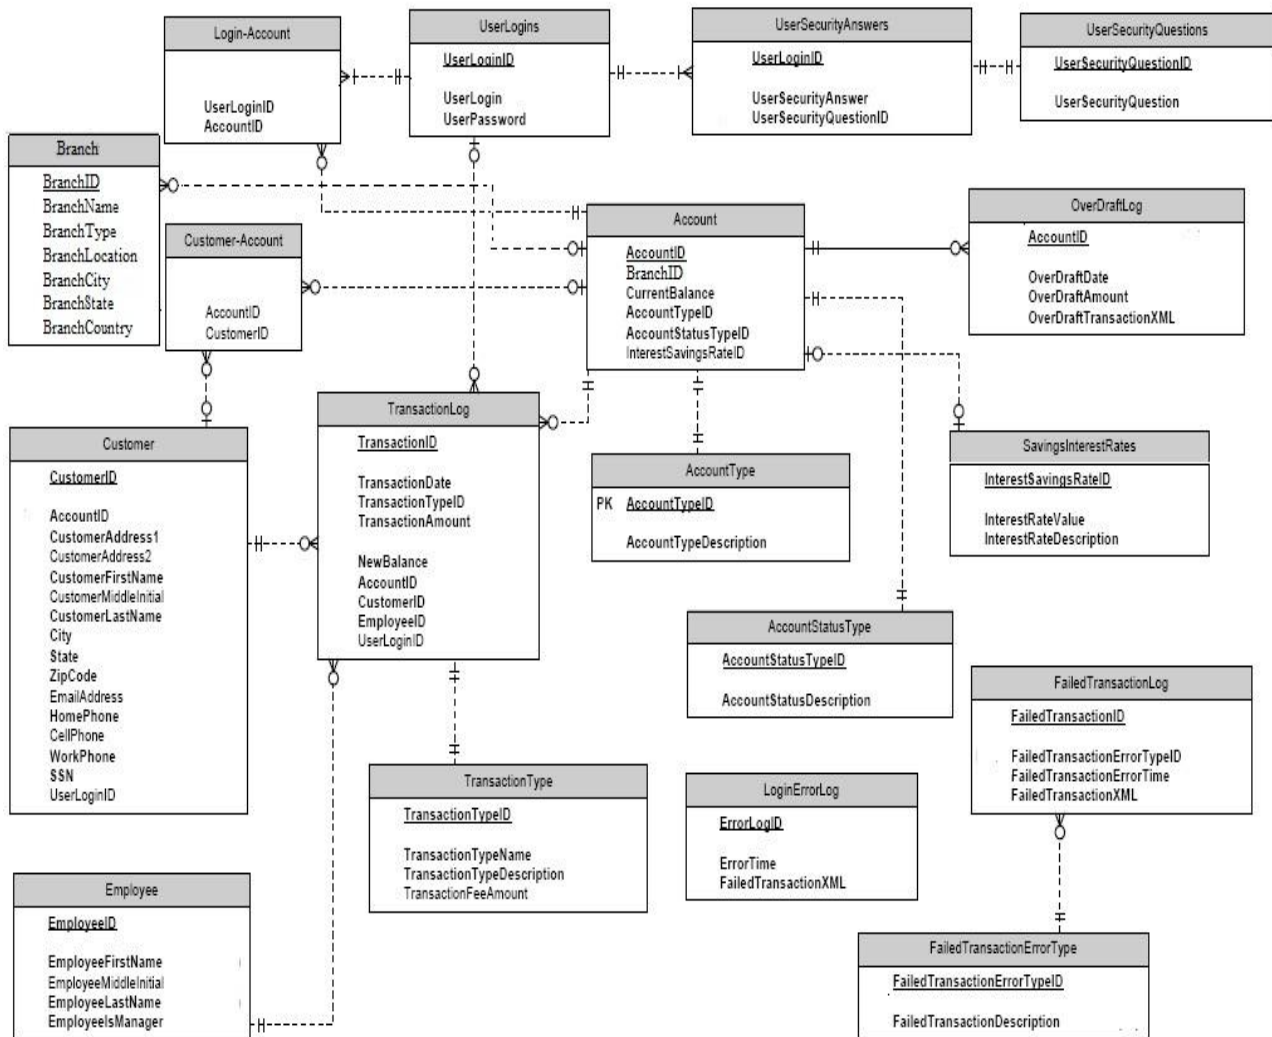 Login-Account
UserLoginID
AccountID
UserLogins
UserLoginID
UserLogin
UserPassword
UserSecurityAnswers
UserLoginID
UserSecurityAnswer
UserSecurityQuestionID
UserSecurityQuestions
UserSecurityQuestionID
UserSecurityQuestion
Branch
BranchID
BranchName
BranchType
BranchLocation
BranchCity
BranchState
BranchCountry
Customer-Account
AccountID
CustomerID
Account
AccountID
BranchID
CurrentBalance
AccountTypeID
AccountStatusTypeID
InterestSavingsRateID
OverDraftLog
AccountID
OverDraftDate
OverDraftAmount
OverDraftTransactionXML
Customer
CustomerID
AccountID
CustomerAddress1
CustomerAddress2
CustomerFirstName
CustomerMiddleInitial
CustomerLastName
City
State
ZipCode
EmailAddress
HomePhone
CellPhone
WorkPhone
SSN
UserLoginID
TransactionLog
TransactionID
TransactionDate
TransactionTypeID
TransactionAmount
NewBalance
AccountID
CustomerID
EmployeeID
UserLoginID
AccountType
PK AccountTypeID
AccountTypeDescription
SavingsInterestRates
InterestSavingsRateID
InterestRateValue
InterestRateDescription
AccountStatusType
AccountStatusTypeID
AccountStatusDescription
FailedTransactionLog
FailedTransactionID
FailedTransactionErrorTypeID
FailedTransactionErrorTime
FailedTransactionXML
TransactionType
TransactionTypeID
TransactionTypeName
TransactionTypeDescription
TransactionFeeAmount
LoginErrorLog
ErrorLogID
ErrorTime
FailedTransactionXML
Employee
EmployeeID
EmployeeFirstName
EmployeeMiddleInitial
EmployeeLastName
EmployeeIsManager
FailedTransactionErrorType
FailedTransactionErrorTypeID
FailedTransactionDescription